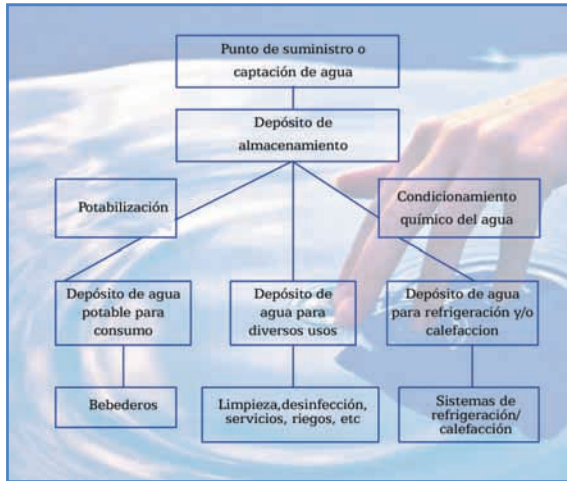 Punto de suministro o
captación de agua
Depósito de
almacenamiento
Potabilización
Condicionamiento
químico del agua
Depósito de agua
potable para
consumo
Depósito de
agua para
diversos usos
Depósito de agua
para refrigeración y/o
calefaccion
Bebederos
Limpieza,desinfección,
servicios, riegos, etc
Sistemas de
refrigeración/
calefacción